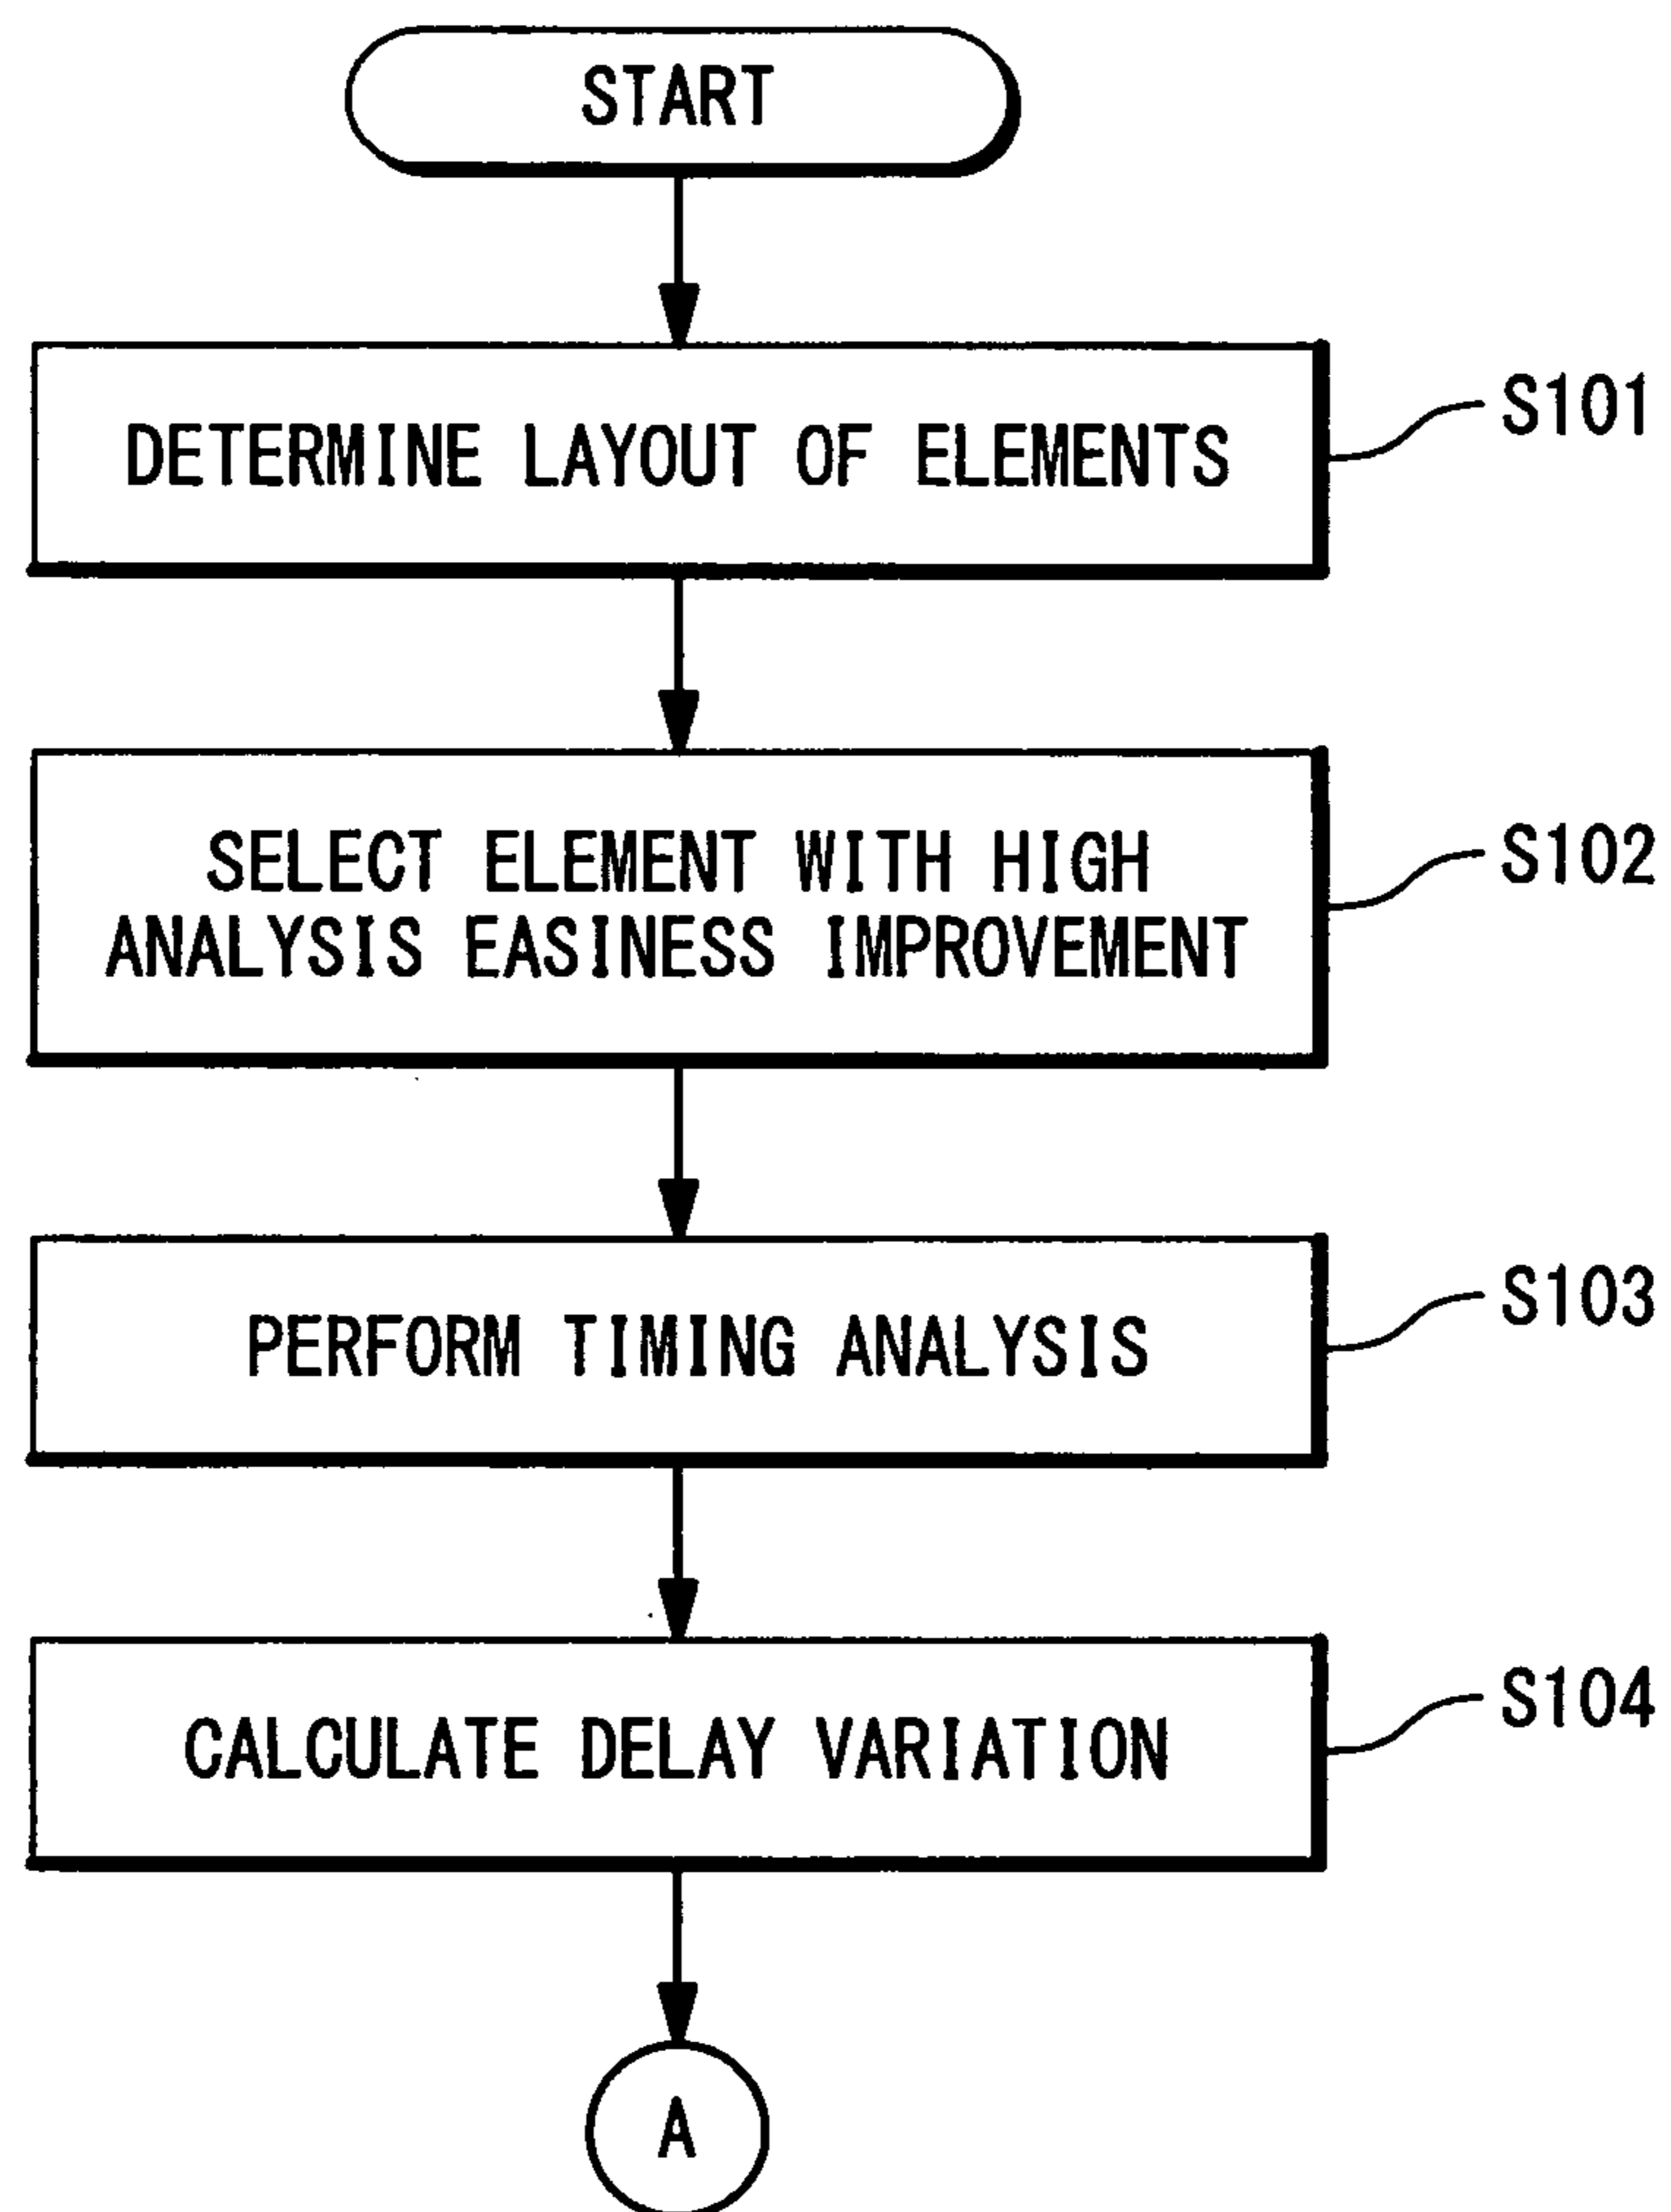 START
DETERMINE LAYOUT OF ELEMENTS
S101
SELECT ELEMENT WITH HIGH
ANALYSIS EASINESS IMPROVEMENT
S102
PERFORM TIMING ANALYSIS
S103
CALCULATE DELAY VARIATION
S104
A